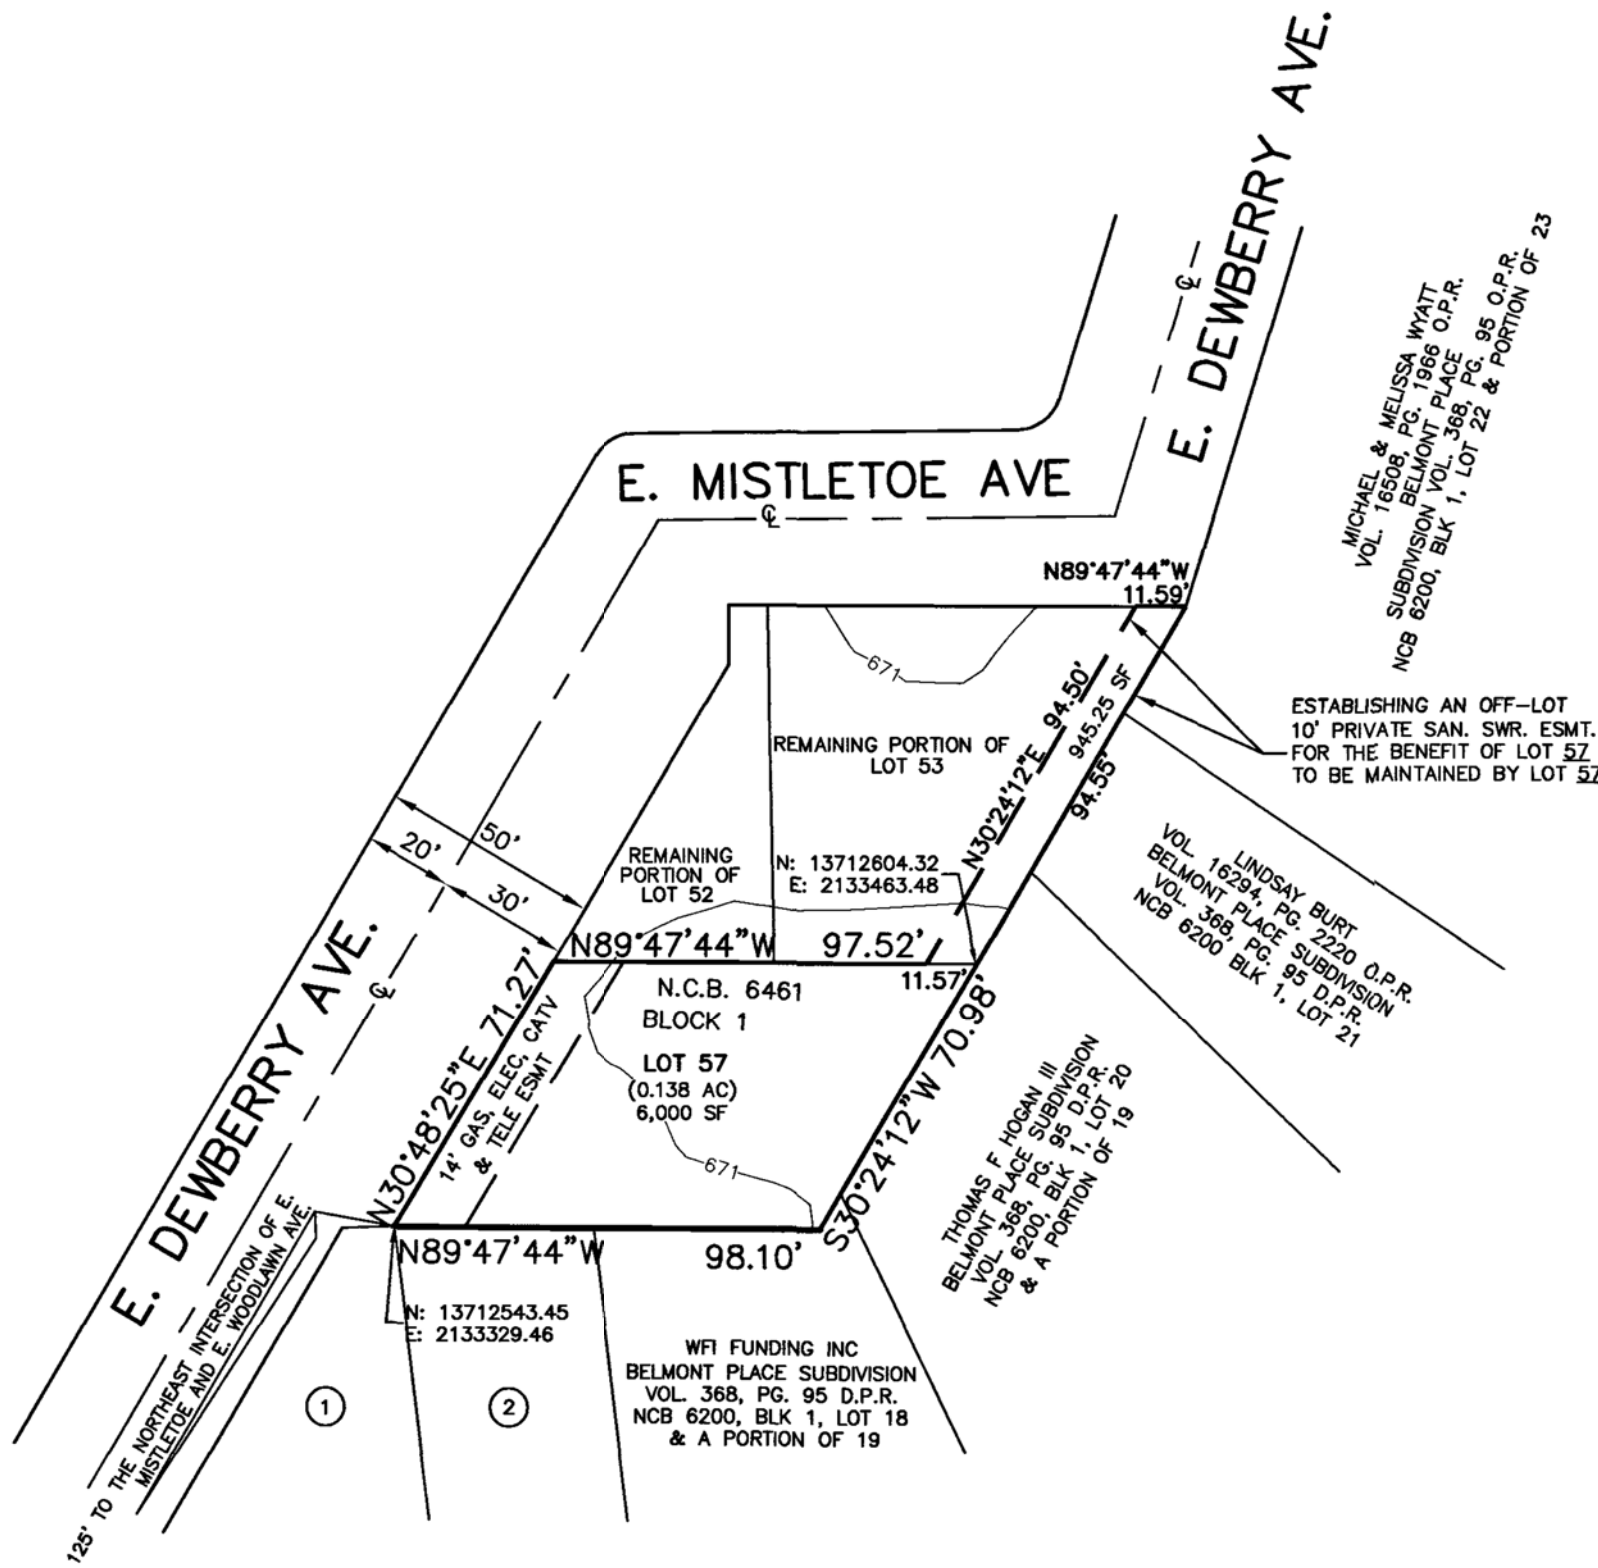 E. DEWBERRY AVE.
℄
MICHAEL & MELISSA WYATT
VOL. 16508, PG. 1966 O.P.R.
BELMONT PLACE
SUBDIVISION VOL. 368, PG. 95 O.P.R.
NCB 6200, BLK 1, LOT 22 & PORTION OF 23
E. MISTLETOE AVE
℄
N89°47'44"W
11.59'
671
N30°24'12"E 94.50'
945.25 SF
94.55'
ESTABLISHING AN OFF-LOT
10' PRIVATE SAN. SWR. ESMT.
FOR THE BENEFIT OF LOT 57
TO BE MAINTAINED BY LOT 57
REMAINING PORTION OF
LOT 53
50'
20'
30'
REMAINING
PORTION OF
LOT 52
N: 13712604.32
E: 2133463.48
LINDSAY BURT
VOL. 16294, PG. 2220 O.P.R.
BELMONT PLACE SUBDIVISION
VOL. 368, PG. 95 D.P.R.
NCB 6200 BLK 1, LOT 21
N89°47'44"W 97.52'
11.57'
E. DEWBERRY AVE.
℄
N30°48'25"E 71.27'
14' GAS, ELEC, CATV
& TELE ESMT
N.C.B. 6461
BLOCK 1
LOT 57
(0.138 AC)
6,000 SF
671
S30°24'12"W 70.98'
THOMAS F HOGAN III
BELMONT PLACE SUBDIVISION
VOL. 368, PG. 95 D.P.R.
NCB 6200, BLK 1, LOT 20
& A PORTION OF 19
N89°47'44"W 98.10'
N: 13712543.45
E: 2133329.46
125' TO THE NORTHEAST INTERSECTION OF E.
MISTLETOE AND E. WOODLAWN AVE.
1
2
WFI FUNDING INC
BELMONT PLACE SUBDIVISION
VOL. 368, PG. 95 D.P.R.
NCB 6200, BLK 1, LOT 18
& A PORTION OF 19